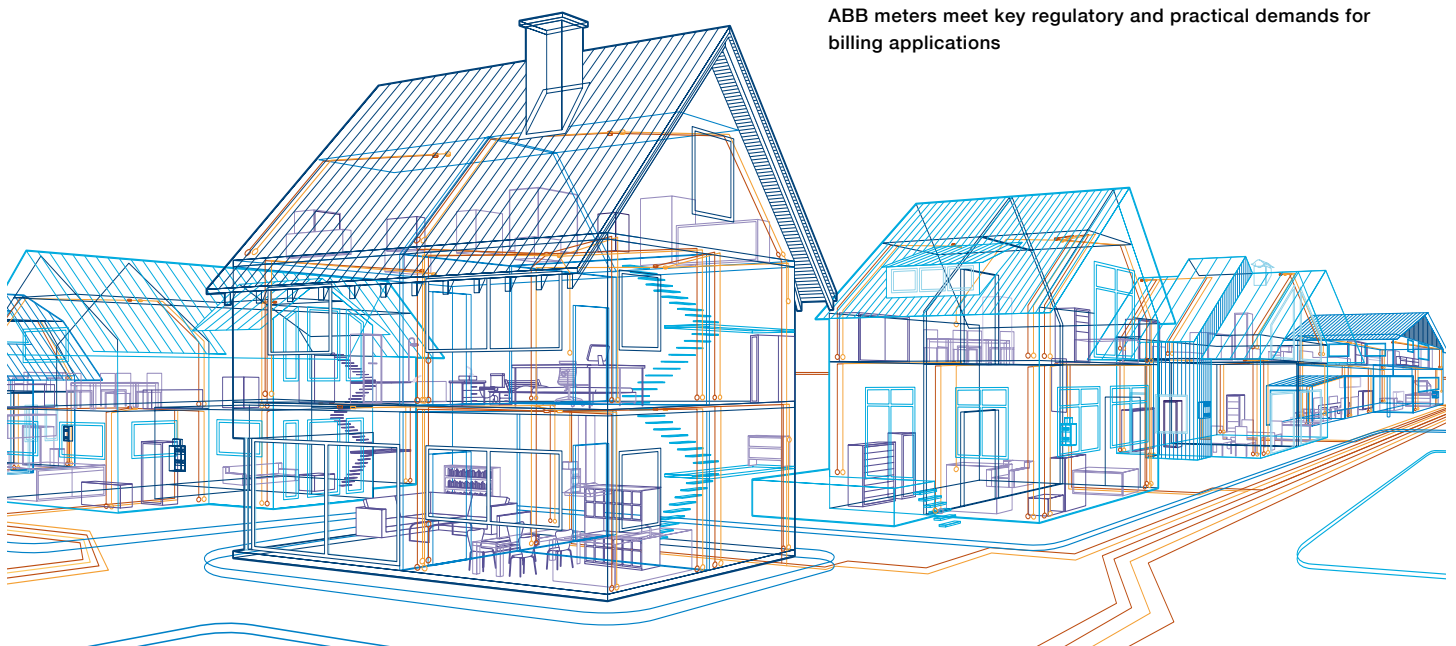 ABB meters meet key regulatory and practical demands for
billing applications